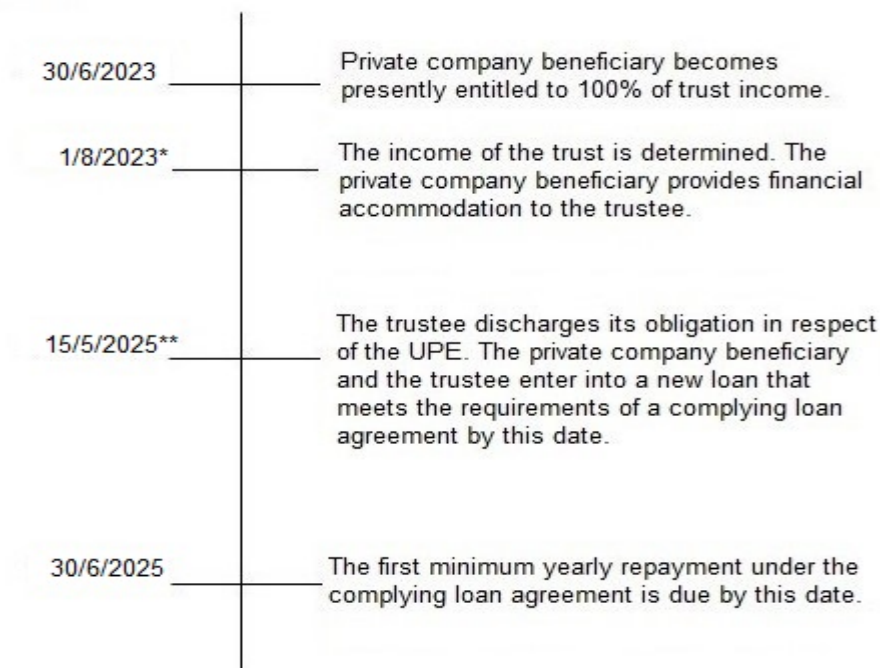 30/6/2023
Private company beneficiary becomes
presently entitled to 100% of trust income.
1/8/2023*
The income of the trust is determined. The
private company beneficiary provides financial
accommodation to the trustee.
15/5/2025**
The trustee discharges its obligation in respect
of the UPE. The private company beneficiary
and the trustee enter into a new loan that
meets the requirements of a complying loan
agreement by this date.
30/6/2025
The first minimum yearly repayment under the
complying loan agreement is due by this date.